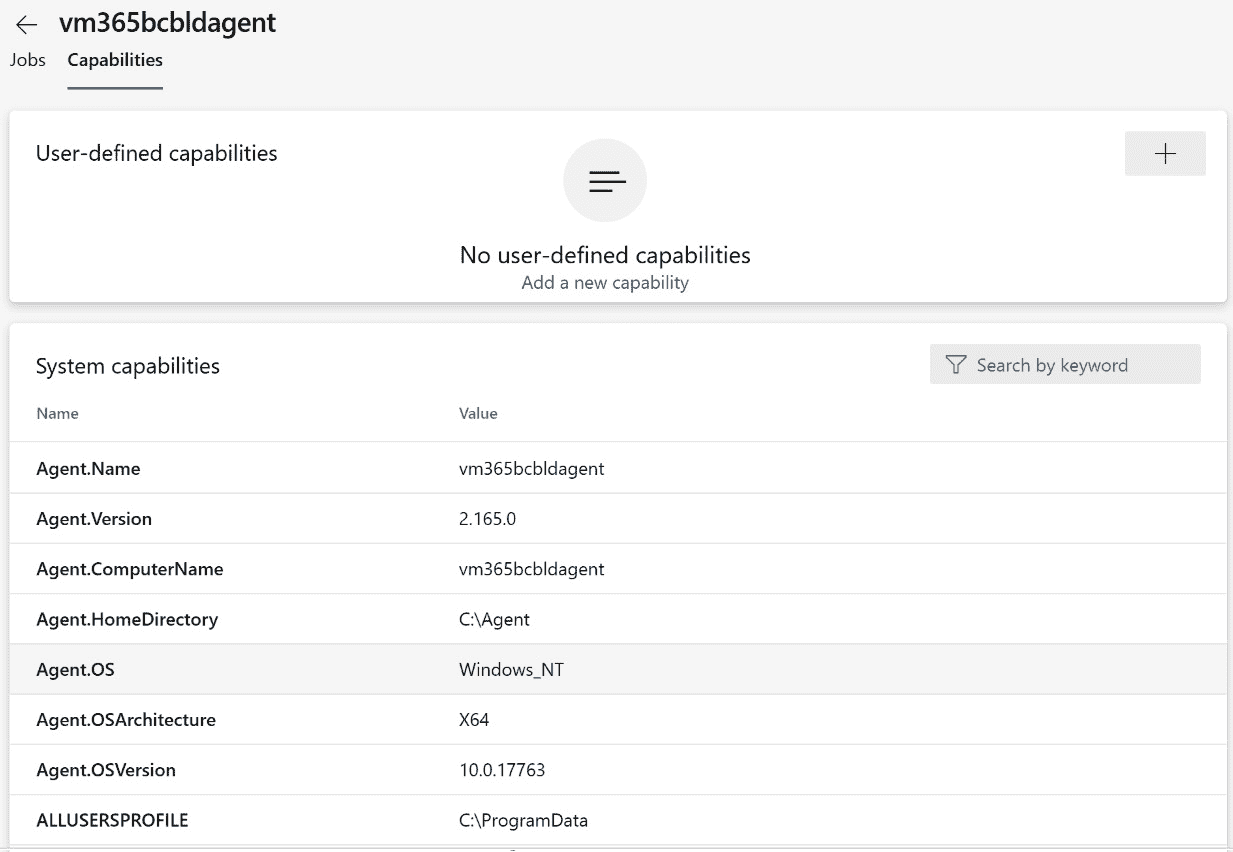 vm365bcbldagent
Jobs Capabilities
User-defined capabilities
No user-defined capabilities
Add a new capability
System capabilities
Search by keyword
Name Value
Agent.Name vm365bcbldagent
Agent.Version 2.165.0
Agent.ComputerName vm365bcbldagent
Agent.HomeDirectory C:\Agent
Agent.OS Windows_NT
Agent.OSArchitecture X64
Agent.OSVersion 10.0.17763
ALLUSERSPROFILE C:\ProgramData